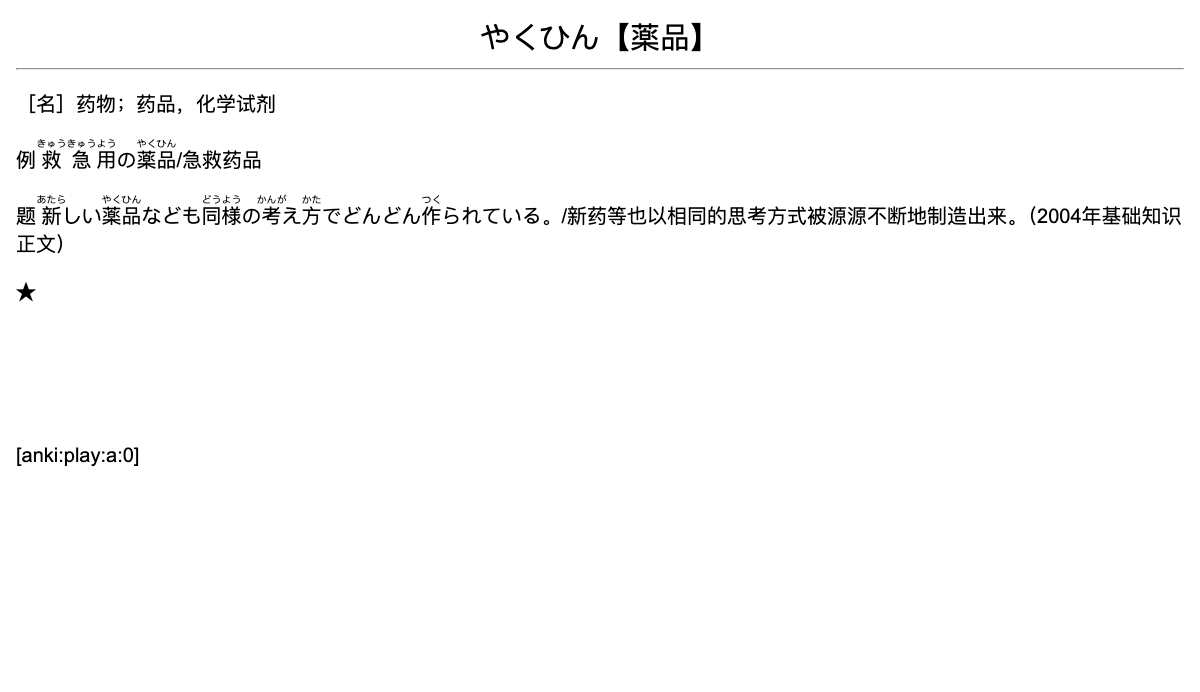 やくひん【薬品】
［名］药物；药品，化学试剂
きゅうきゅうよう やくひん
例 救急用の薬品/急救药品
あたら やくひん どうよう かんが かた つく
题 新しい薬品なども同様の考え方でどんどん作られている。/新药等也以相同的思考方式被源源不断地制造出来。（2004年基础知识
正文）
★
[anki:play:a:0]